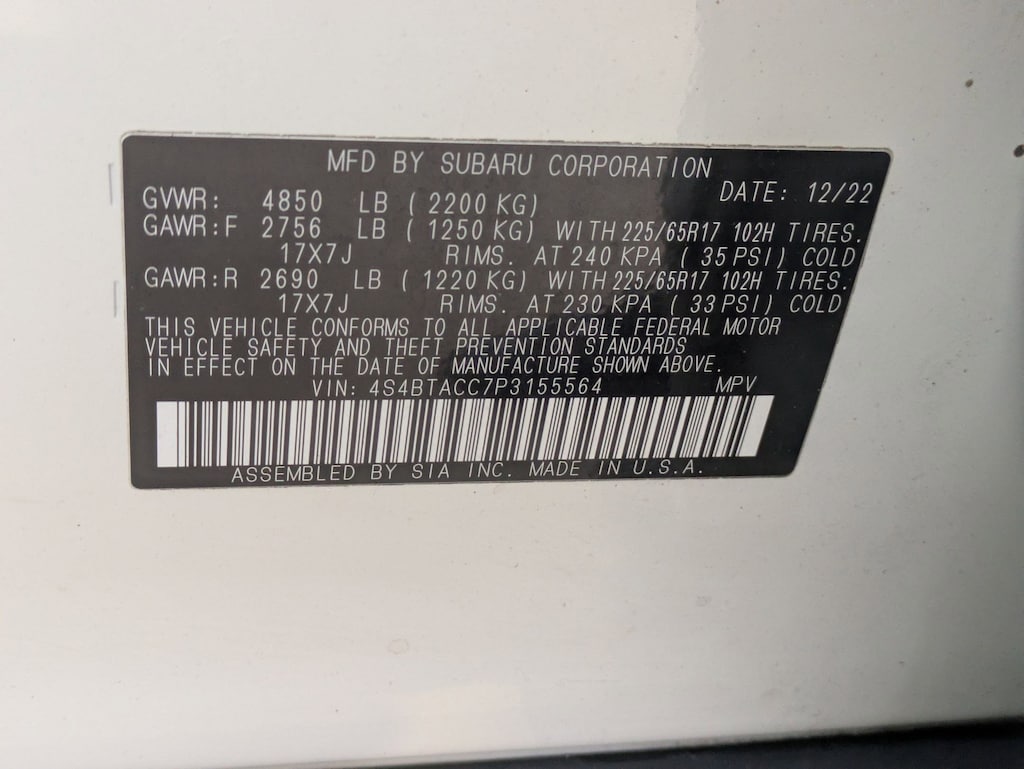 MFD BY SUBARU CORPORATION
DATE: 12/22
GVWR: 4850 LB ( 2200 KG)
GAWR:F 2756 LB ( 1250 KG) WITH 225/65R17 102H TIRES.
17X7J RIMS. AT 240 KPA ( 35 PSI) COLD
GAWR:R 2690 LB ( 1220 KG) WITH 225/65R17 102H TIRES.
17X7J RIMS. AT 230 KPA ( 33 PSI) COLD
THIS VEHICLE CONFORMS TO ALL APPLICABLE FEDERAL MOTOR
VEHICLE SAFETY AND THEFT PREVENTION STANDARDS
IN EFFECT ON THE DATE OF MANUFACTURE SHOWN ABOVE.
VIN: 4S4BTACC7P3155564 MPV
ASSEMBLED BY SIA INC. MADE IN U.S.A.